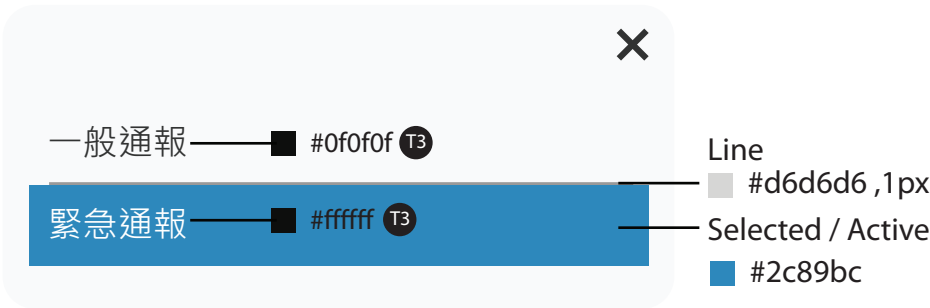 一般通報 #0f0f0f T3
Line
#d6d6d6 ,1px
緊急通報 #ffffff T3
Selected / Active
#2c89bc